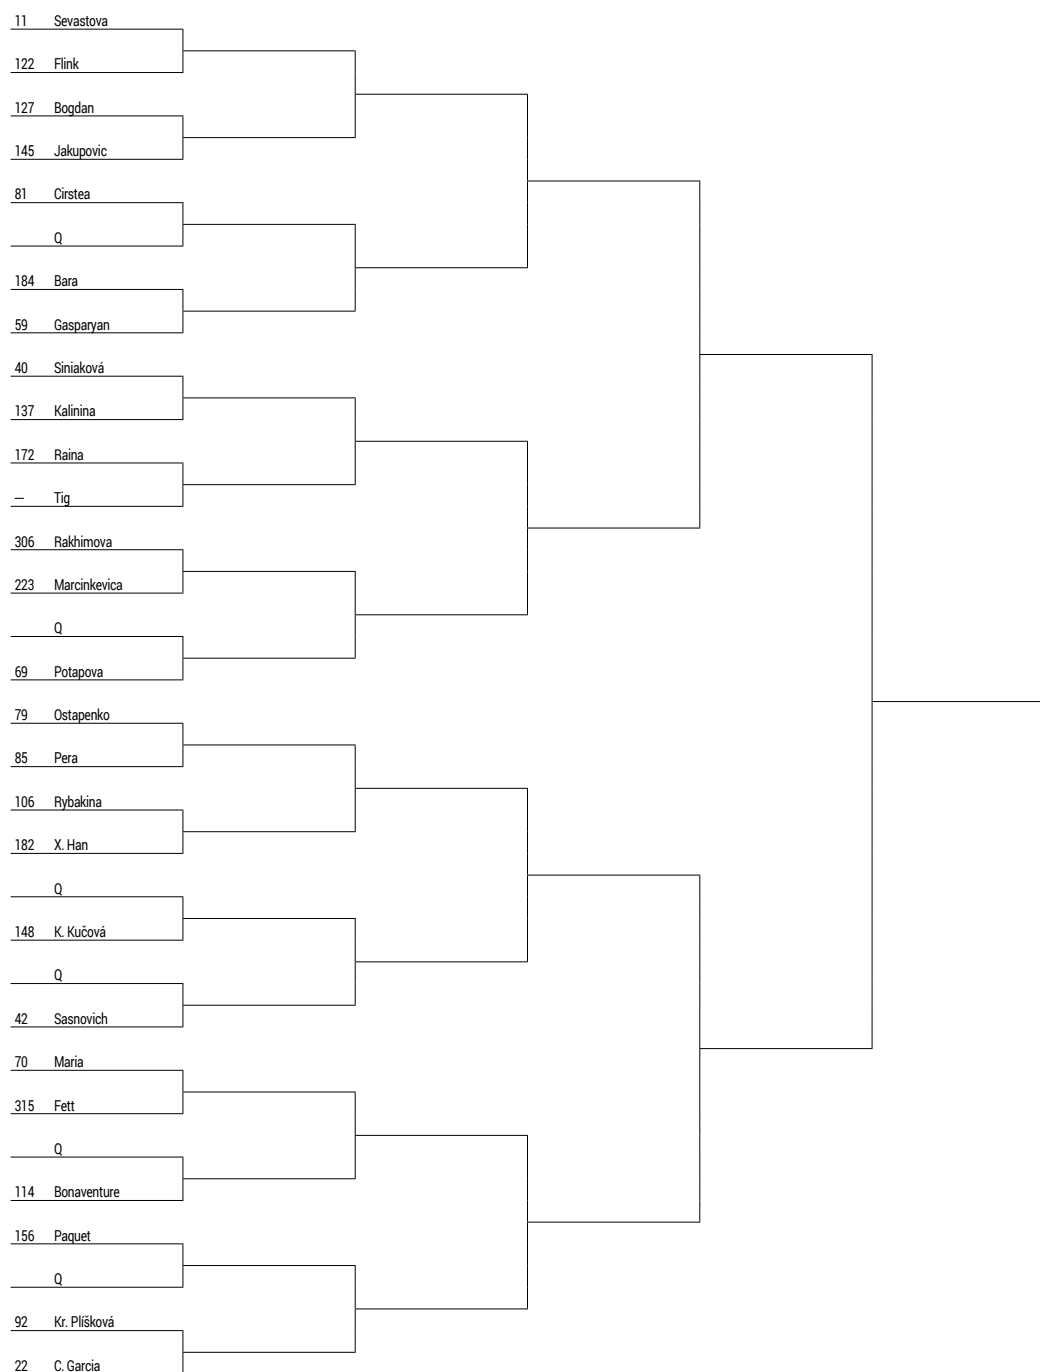 11 Sevastova
122 Flink
127 Bogdan
145 Jakupovic
81 Cirstea
Q
184 Bara
59 Gasparyan
40 Siniaková
137 Kalinina
172 Raina
— Tig
306 Rakhimova
223 Marcinkevica
Q
69 Potapova
79 Ostapenko
85 Pera
106 Rybakina
182 X. Han
Q
148 K. Kučová
Q
42 Sasnovich
70 Maria
315 Fett
Q
114 Bonaventure
156 Paquet
Q
92 Kr. Plíšková
22 C. Garcia